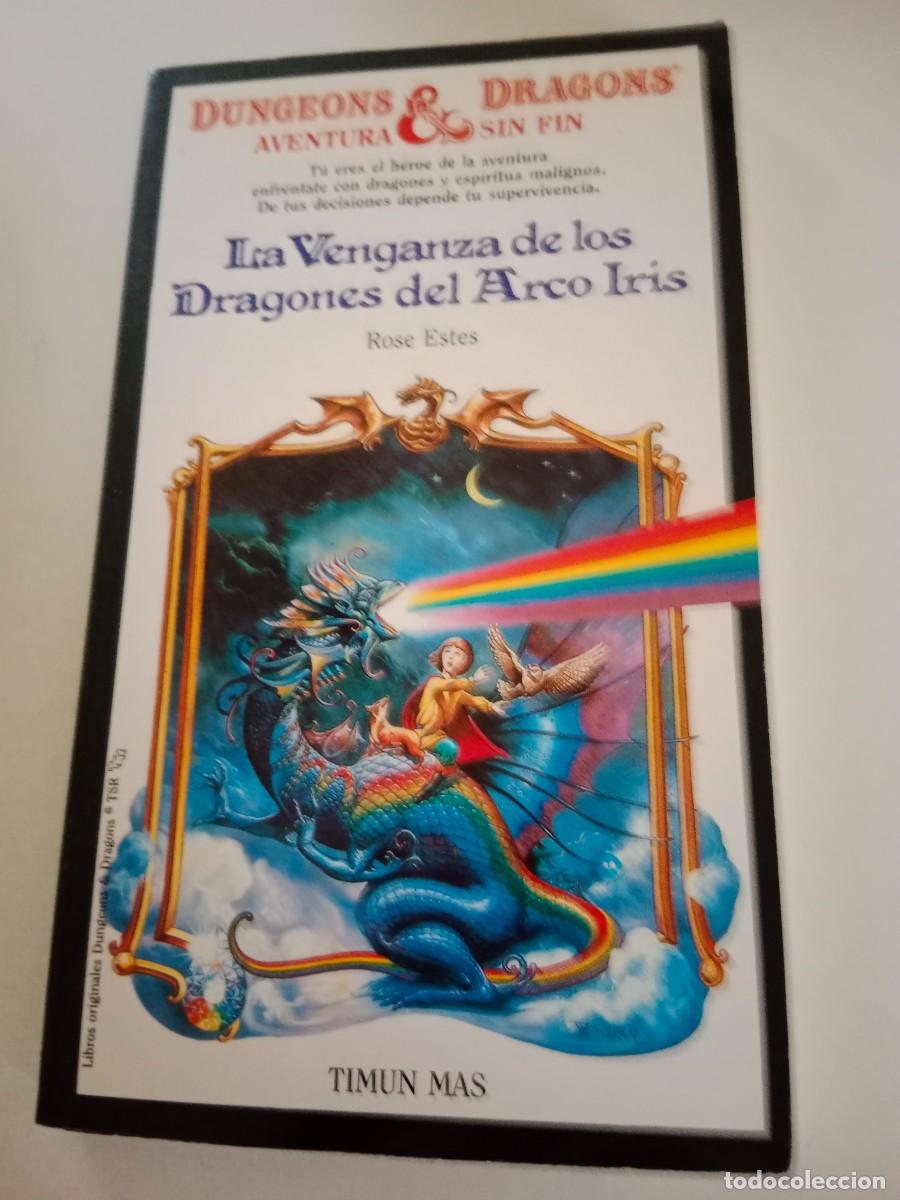 DUNGEONS & DRAGONS™
AVENTURA SIN FIN
Tú eres el héroe de la aventura
enfréntate con dragones y espíritus malignos.
De tus decisiones depende tu supervivencia.
La Venganza de los
Dragones del Arco Iris
Rose Estes
Libros originales Dungeons & Dragons © TSR
TIMUN MAS
todocoleccion